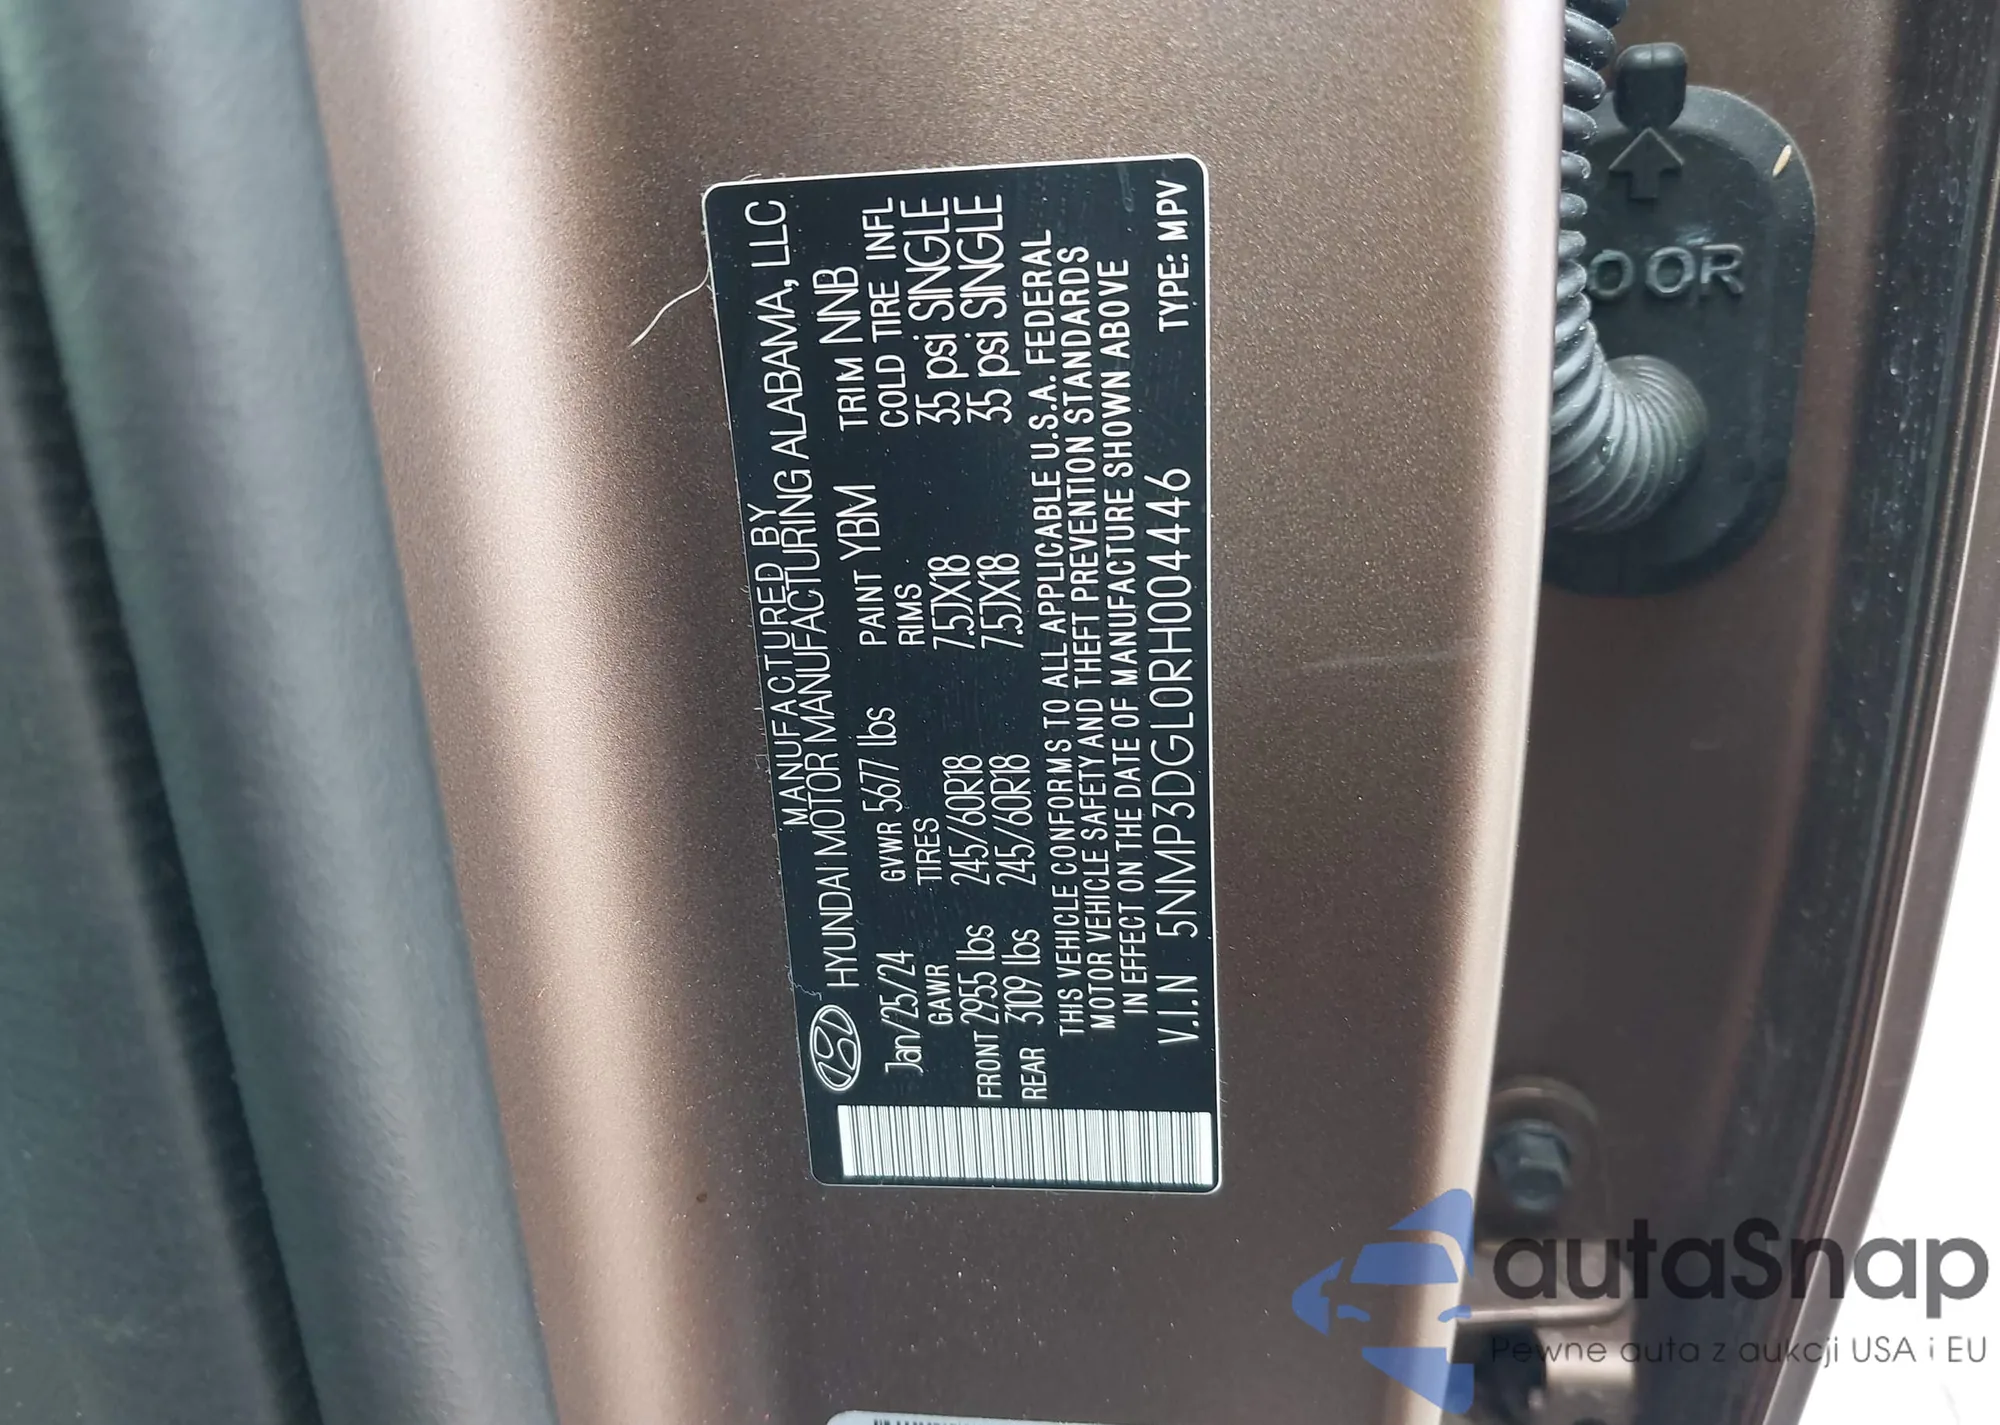 MANUFACTURED BY
HYUNDAI MOTOR MANUFACTURING ALABAMA, LLC
Jan/25/24 GVWR 5677 lbs PAINT YBM TRIM NNB
GAWR TIRES RIMS COLD TIRE INFL
FRONT 2955 lbs 245/60R18 7.5JX18 35 psi SINGLE
REAR 3109 lbs 245/60R18 7.5JX18 35 psi SINGLE
THIS VEHICLE CONFORMS TO ALL APPLICABLE U.S.A. FEDERAL
MOTOR VEHICLE SAFETY AND THEFT PREVENTION STANDARDS
IN EFFECT ON THE DATE OF MANUFACTURE SHOWN ABOVE
V.I.N 5NMP3DGL0RH004446 TYPE: MPV
OOR
autaSnap
Pewne auta z aukcji USA i EU